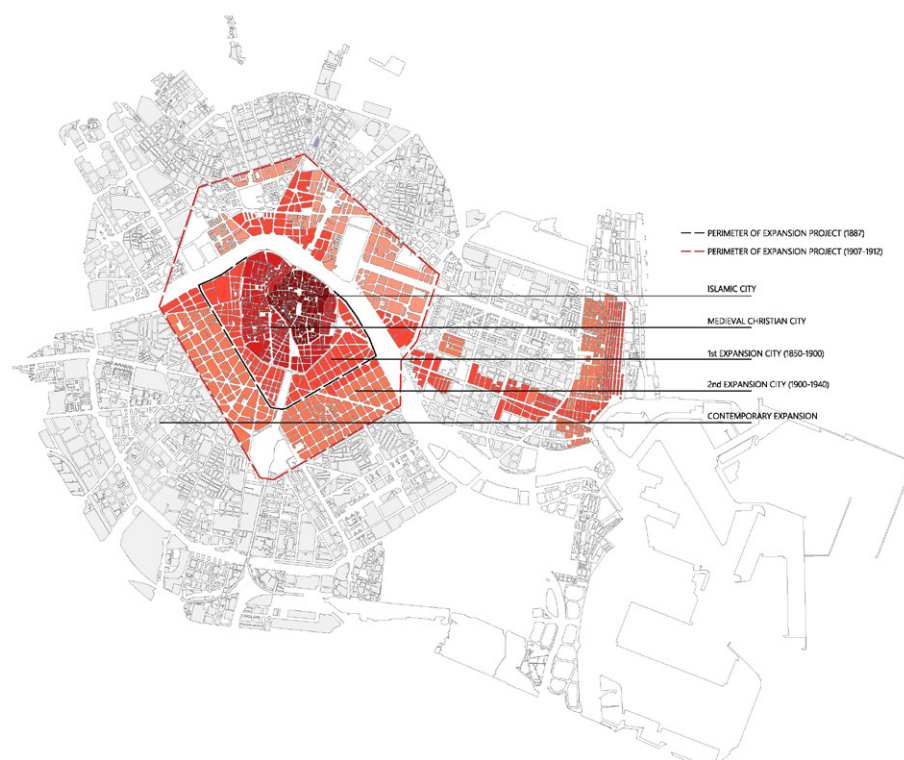 PERIMETER OF EXPANSION PROJECT (1887)
PERIMETER OF EXPANSION PROJECT (1907-1912)
ISLAMIC CITY
MEDIEVAL CHRISTIAN CITY
1st EXPANSION CITY (1850-1900)
2nd EXPANSION CITY (1900-1940)
CONTEMPORARY EXPANSION